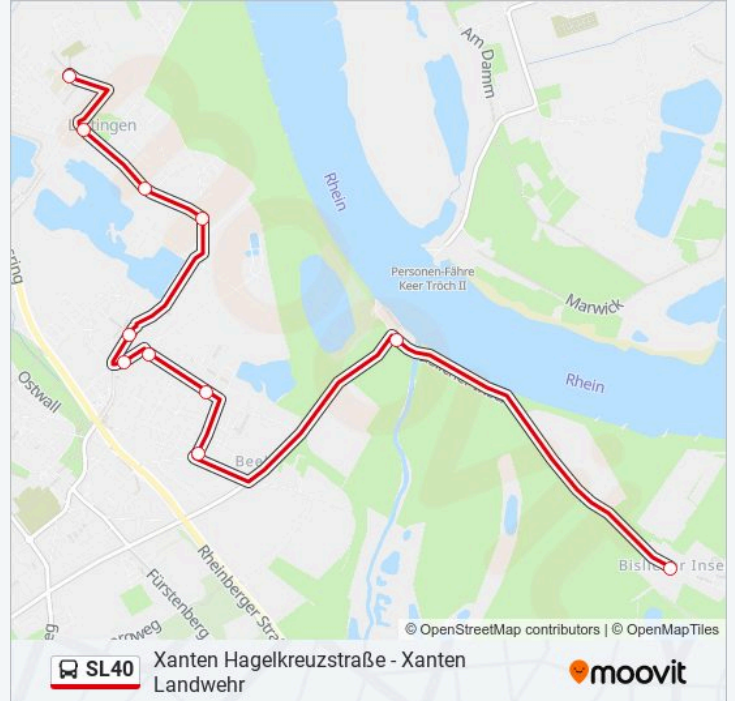 Am Damm
Rhein
Personen-Fähre
Keer Tröch II
Marwick
Rhein
Ostwall
Rheinberger Stra
Fürstenberg
© OpenStreetMap contributors | © OpenMapTiles
SL40
Xanten Hagelkreuzstraße - Xanten
Landwehr
moovit